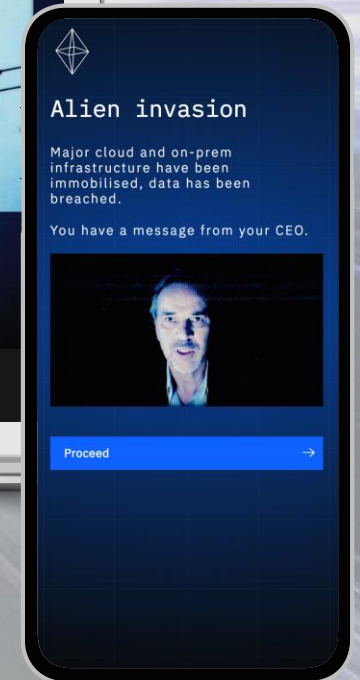 Alien invasion
Major cloud and on-prem
infrastructure have been
immobilised, data has been
breached.
You have a message from your CEO.
Proceed